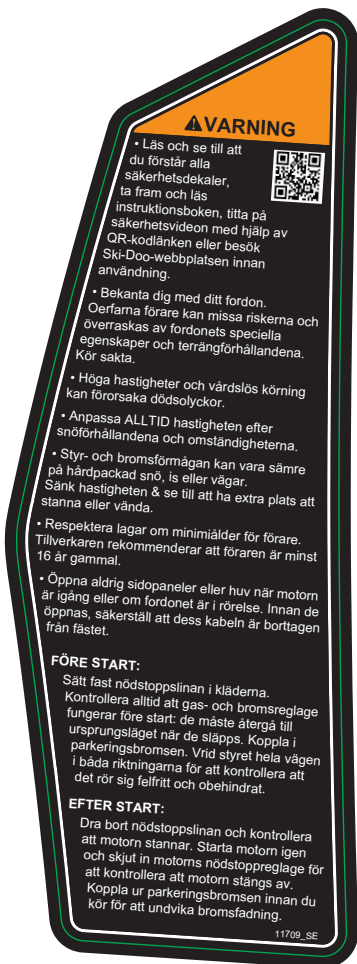 VARNING
• Läs och se till att
du förstår alla
säkerhetsdekaler,
ta fram och läs
instruktionsboken, titta på
säkerhetsvideon med hjälp av
QR-kodlänken eller besök
Ski-Doo-webbplatsen innan
användning.
• Bekanta dig med ditt fordon.
Oerfarna förare kan missa riskerna och
överraskas av fordonets speciella
egenskaper och terrängförhållandena.
Kör sakta.
• Höga hastigheter och vårdslös körning
kan förorsaka dödsolyckor.
• Anpassa ALLTID hastigheten efter
snöförhållandena och omständigheterna.
• Styr- och bromsförmågan kan vara sämre
på hårdpackad snö, is eller vägar.
Sänk hastigheten & se till att ha extra plats att
stanna eller vända.
• Respektera lagar om minimiålder för förare.
Tillverkaren rekommenderar att föraren är minst
16 år gammal.
• Öppna aldrig sidopaneler eller huv när motorn
är igång eller om fordonet är i rörelse. Innan de
öppnas, säkerställ att dess kabeln är borttagen
från fästet.
FÖRE START:
Sätt fast nödstoppslinan i kläderna.
Kontrollera alltid att gas- och bromsreglage
fungerar före start: de måste återgå till
ursprungsläget när de släpps. Koppla i
parkeringsbromsen. Vrid styret hela vägen
i båda riktningarna för att kontrollera att
det rör sig felfritt och obehindrat.
EFTER START:
Dra bort nödstoppslinan och kontrollera
att motorn stannar. Starta motorn igen
och skjut in motorns nödstoppreglage för
att kontrollera att motorn stängs av.
Koppla ur parkeringsbromsen innan du
kör för att undvika bromsfadning.
11709_SE